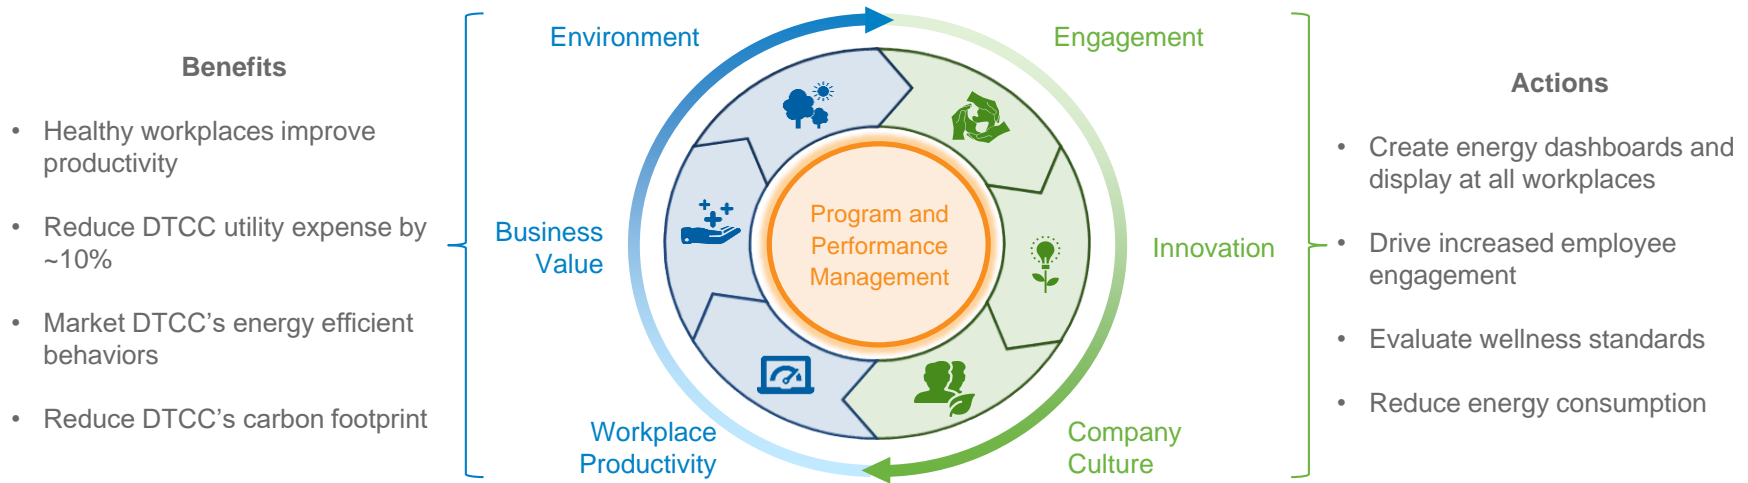 Benefits
• Healthy workplaces improve
productivity
• Reduce DTCC utility expense by
~10%
• Market DTCC’s energy efficient
behaviors
• Reduce DTCC’s carbon footprint
Environment
Business
Value
Workplace
Productivity
Program and
Performance
Management
Engagement
Innovation
Company
Culture
Actions
• Create energy dashboards and
display at all workplaces
• Drive increased employee
engagement
• Evaluate wellness standards
• Reduce energy consumption